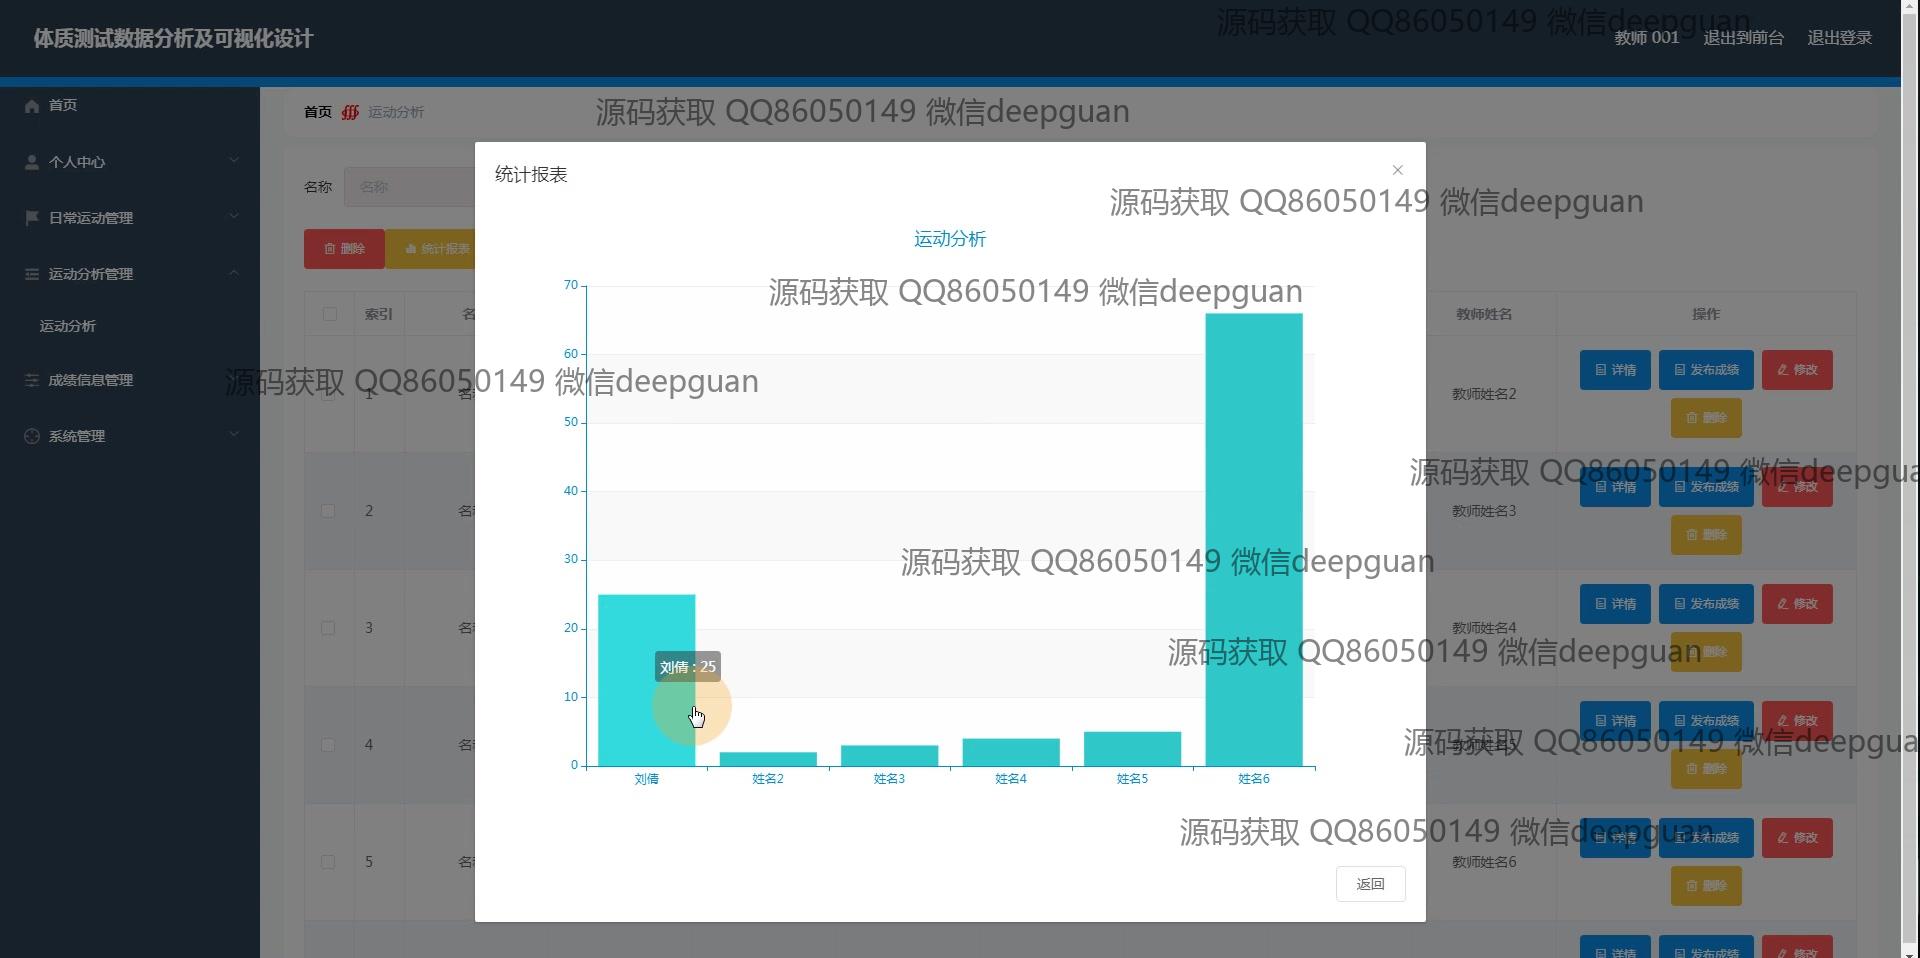 体质测试数据分析及可视化设计
源码获取 QQ86050149 微信deepguan
教师 001
退出到前台
退出登录
首页
个人中心
日常运动管理
运动分析管理
运动分析
成绩信息管理
系统管理
首页
运动分析
源码获取 QQ86050149 微信deepguan
名称
名称
删除
统计报表
索引
教师姓名
操作
统计报表
源码获取 QQ86050149 微信deepguan
运动分析
源码获取 QQ86050149 微信deepguan
70
60
50
40
30
20
10
0
刘倩 : 25
刘倩
姓名2
姓名3
姓名4
姓名5
姓名6
返回
源码获取 QQ86050149 微信deepguan
1
教师姓名2
详情
发布成绩
修改
删除
源码获取 QQ86050149 微信deepgua
2
教师姓名3
详情
发布成绩
修改
删除
源码获取 QQ86050149 微信deepguan
3
教师姓名4
详情
发布成绩
修改
删除
源码获取 QQ86050149 微信deepguan
4
详情
发布成绩
修改
删除
源码获取 QQ86050149 微信deepgua
5
教师姓名6
详情
发布成绩
修改
删除
源码获取 QQ86050149 微信deepguan
详情
发布成绩
修改